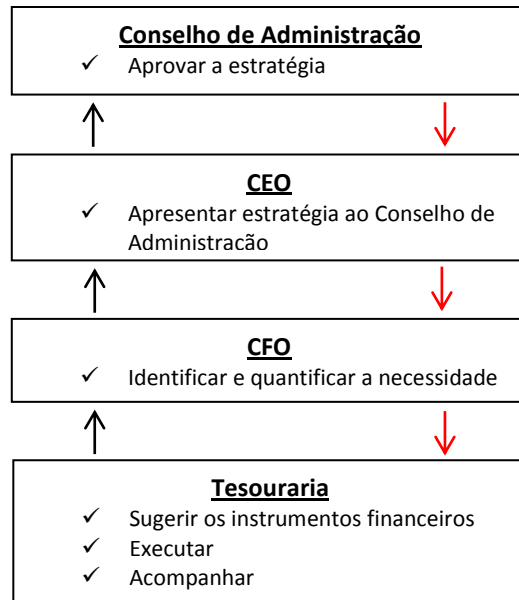 Conselho de Administração
✓ Aprovar a estratégia
CEO
✓ Apresentar estratégia ao Conselho de
Administracão
CFO
✓ Identificar e quantificar a necessidade
Tesouraria
✓ Sugerir os instrumentos financeiros
✓ Executar
✓ Acompanhar